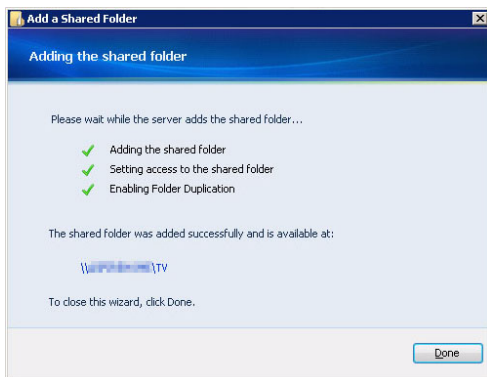 Add a Shared Folder
Adding the shared folder
Please wait while the server adds the shared folder...
Adding the shared folder
Setting access to the shared folder
Enabling Folder Duplication
The shared folder was added successfully and is available at:
\\ \TV
To close this wizard, click Done.
Done